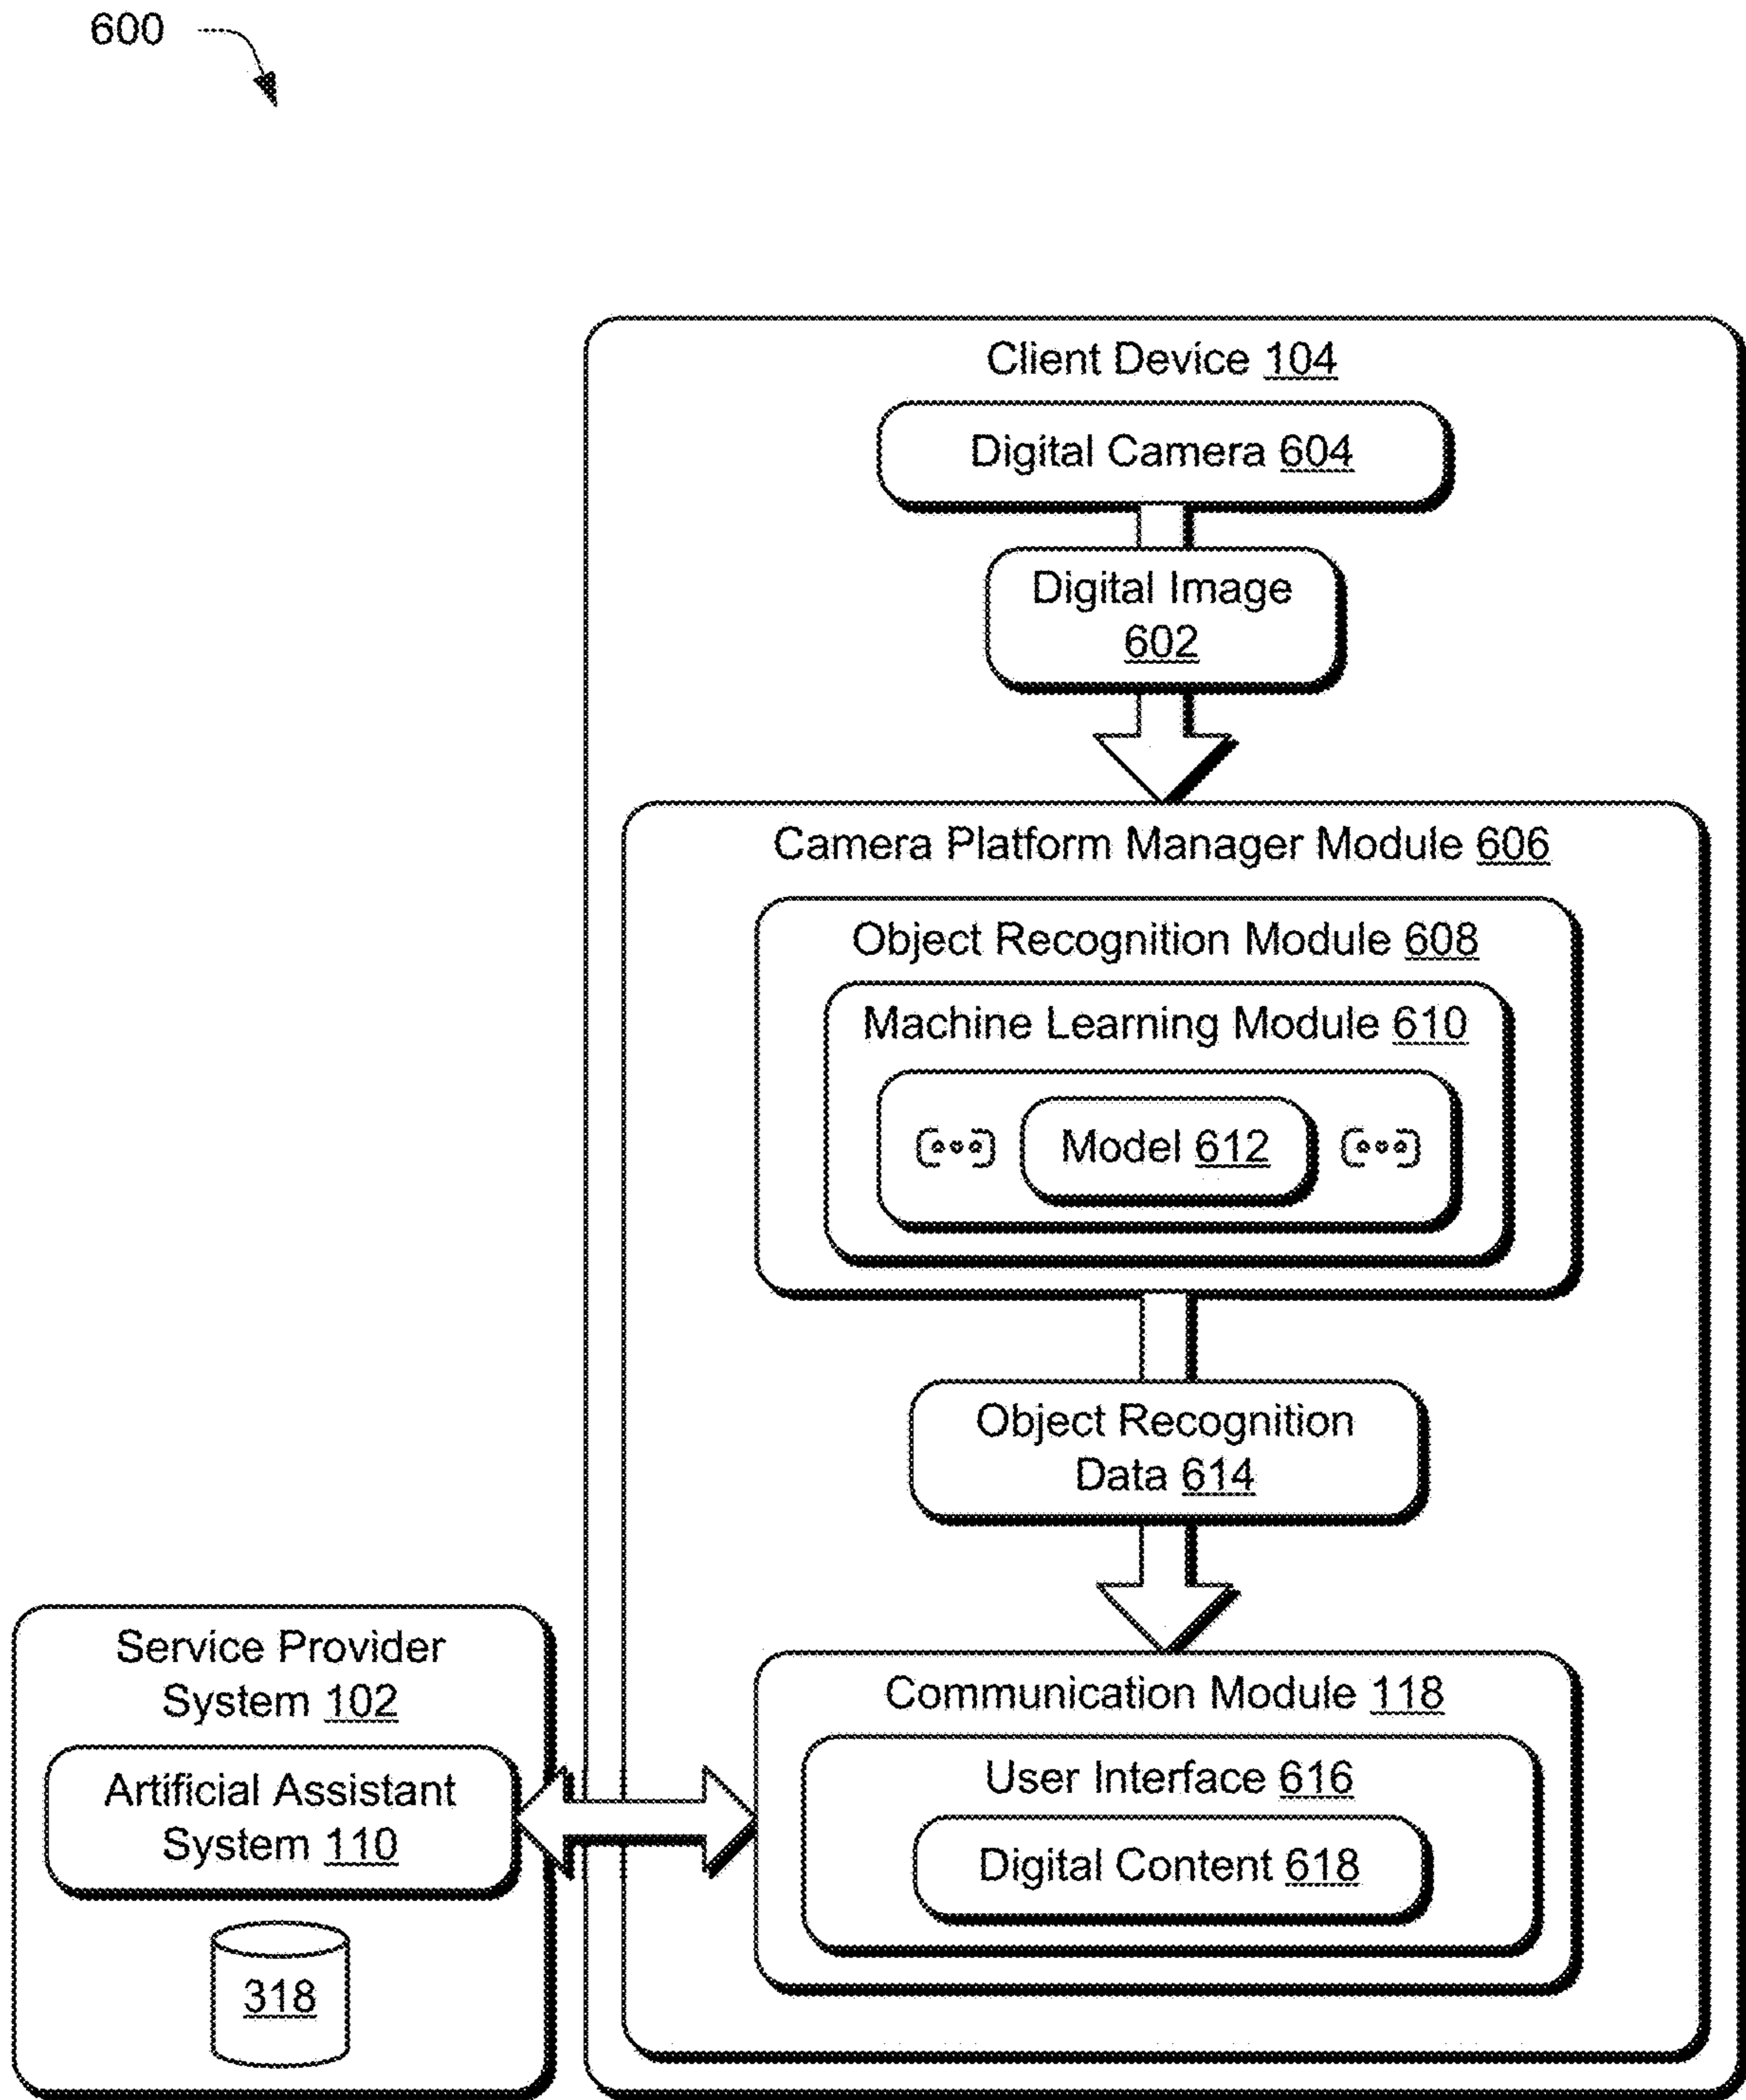 600
Client Device 104
Digital Camera 604
Digital Image
602
Camera Platform Manager Module 606
Object Recognition Module 608
Machine Learning Module 610
Model 612
Object Recognition
Data 614
Service Provider
System 102
Artificial Assistant
System 110
318
Communication Module 118
User Interface 616
Digital Content 618